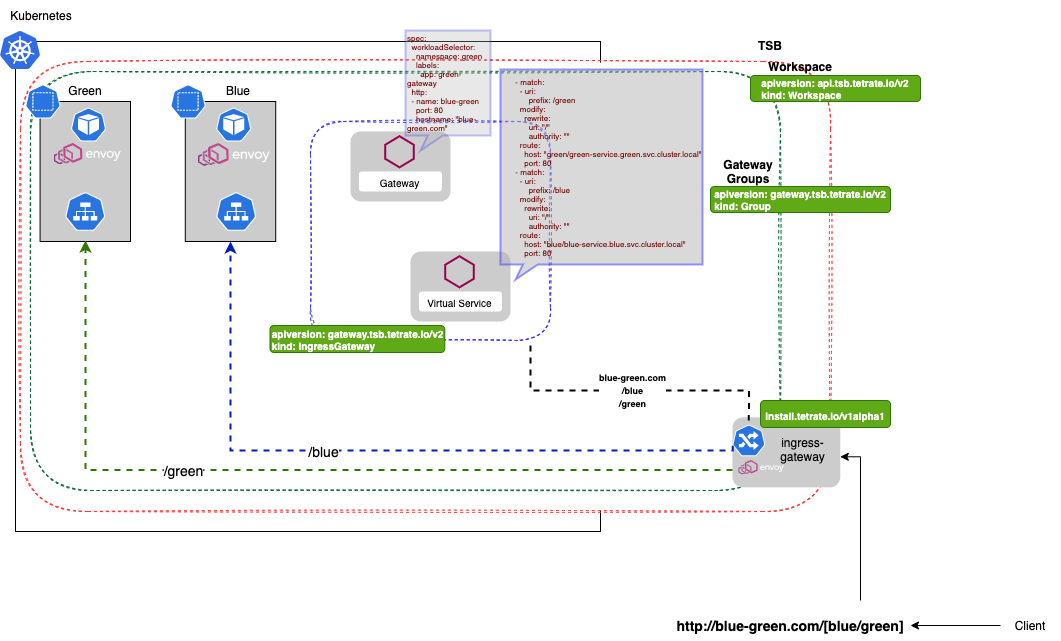 Kubernetes
TSB
Workspace
apiversion: api.tsb.tetrate.io/v2
kind: Workspace
spec:
workloadSelector:
namespace: green
labels:
app: green
gateway
http:
- name: blue-green
port: 80
hostname: "blue-
green.com"
- match:
- uri:
prefix: /green
modify:
rewrite:
uri: "/"
authority: ""
route:
host: "green/green-service.green.svc.cluster.local"
port: 80
- match:
- uri:
prefix: /blue
modify:
rewrite:
uri: "/"
authority: ""
route:
host: "blue/blue-service.blue.svc.cluster.local"
port: 80
Green
Blue
envoy
envoy
Gateway
Gateway
Groups
apiversion: gateway.tsb.tetrate.io/v2
kind: Group
Virtual Service
apiversion: gateway.tsb.tetrate.io/v2
kind: IngressGateway
blue-green.com
/blue
/green
install.tetrate.io/v1alpha1
ingress-
gateway
envoy
/blue
/green
http://blue-green.com/[blue/green]
Client